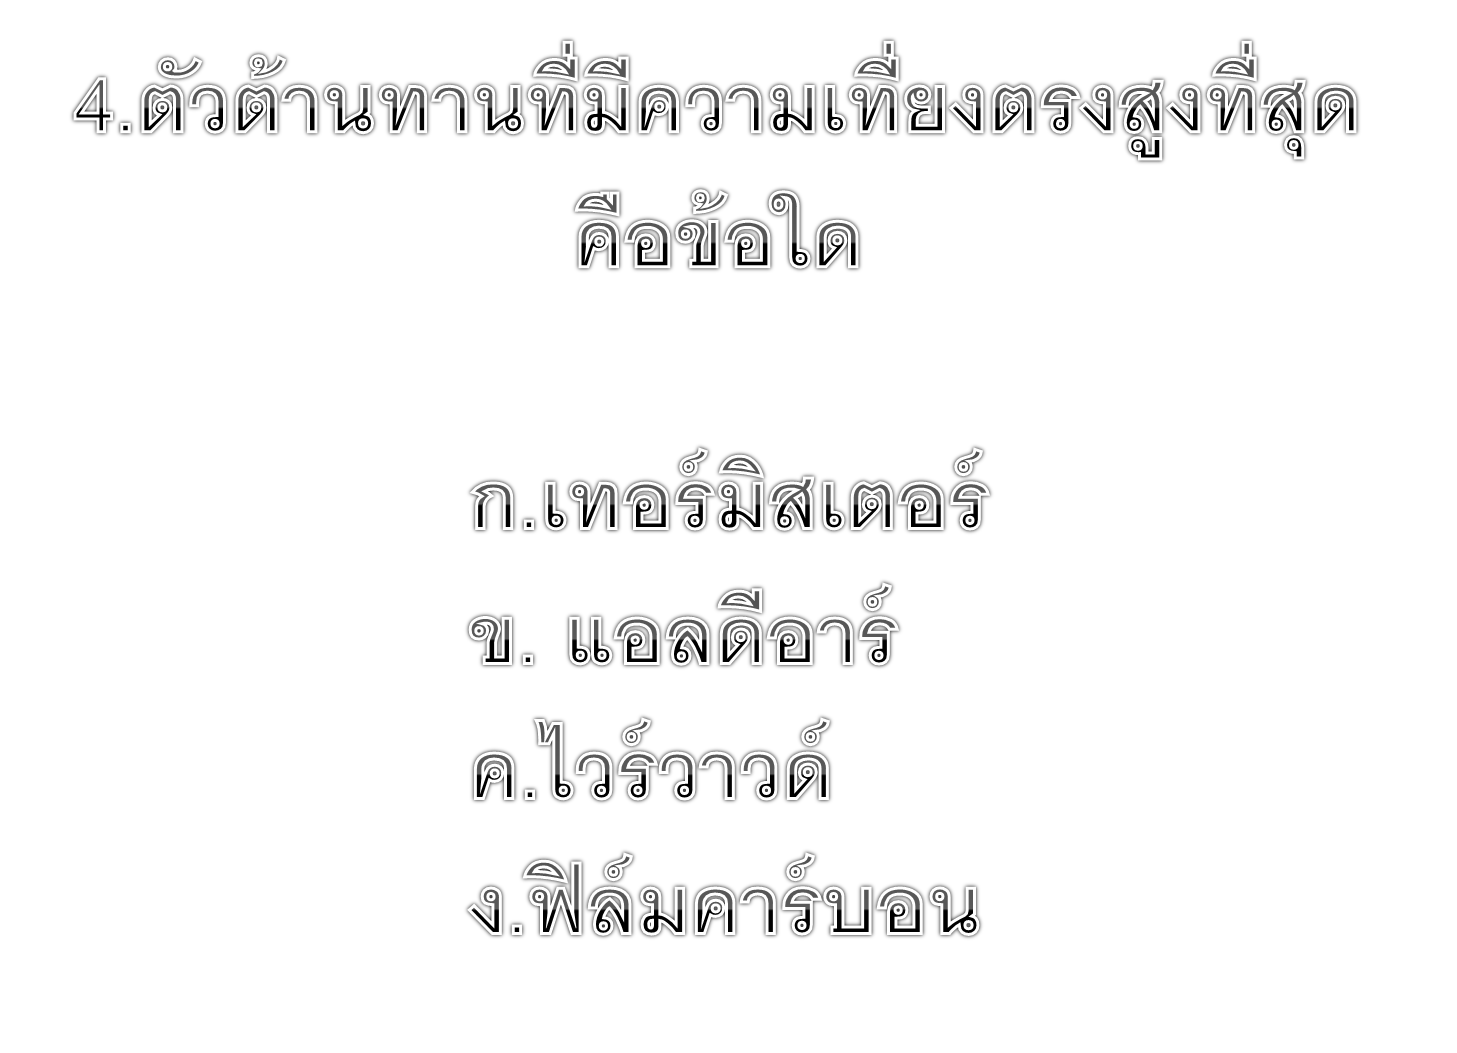 4.ตัวต้านทานที่มีความเที่ยงตรงสูงที่สุด
คือข้อใด
ก.เทอร์มิสเตอร์
ข. แอลดีอาร์
ค.ไวร์วาวด์
ง.ฟิล์มคาร์บอน